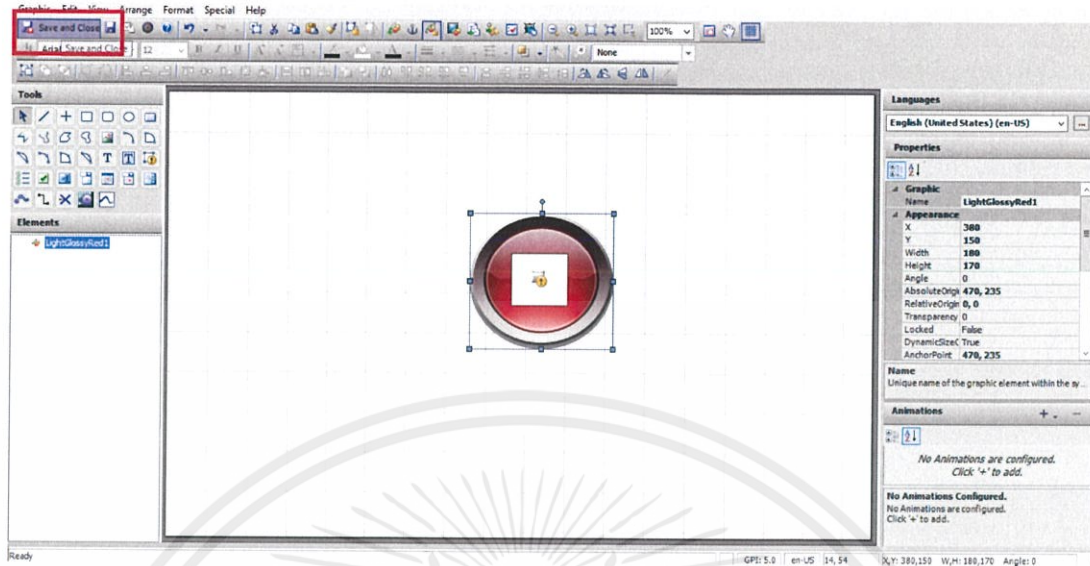 Graphic Edit View Arrange Format Special Help
Save and Close
100%
Arial Save and Close 12
None
Tools
Languages
English (United States) (en-US)
...
Properties
Elements
LightGlossyRed1
Graphic
Name LightGlossyRed1
Appearance
X 380
Y 150
Width 180
Height 170
Angle 0
AbsoluteOrigi 470, 235
RelativeOrigin 0, 0
Transparency 0
Locked False
DynamicSizeC True
AnchorPoint 470, 235
Name
Unique name of the graphic element within the sy...
Animations
No Animations are configured.
Click '+' to add.
No Animations Configured.
No Animations are configured.
Click '+' to add.
Ready
GPI: 5.0 en-US 14, 54 X,Y: 380,150 W,H: 180,170 Angle: 0